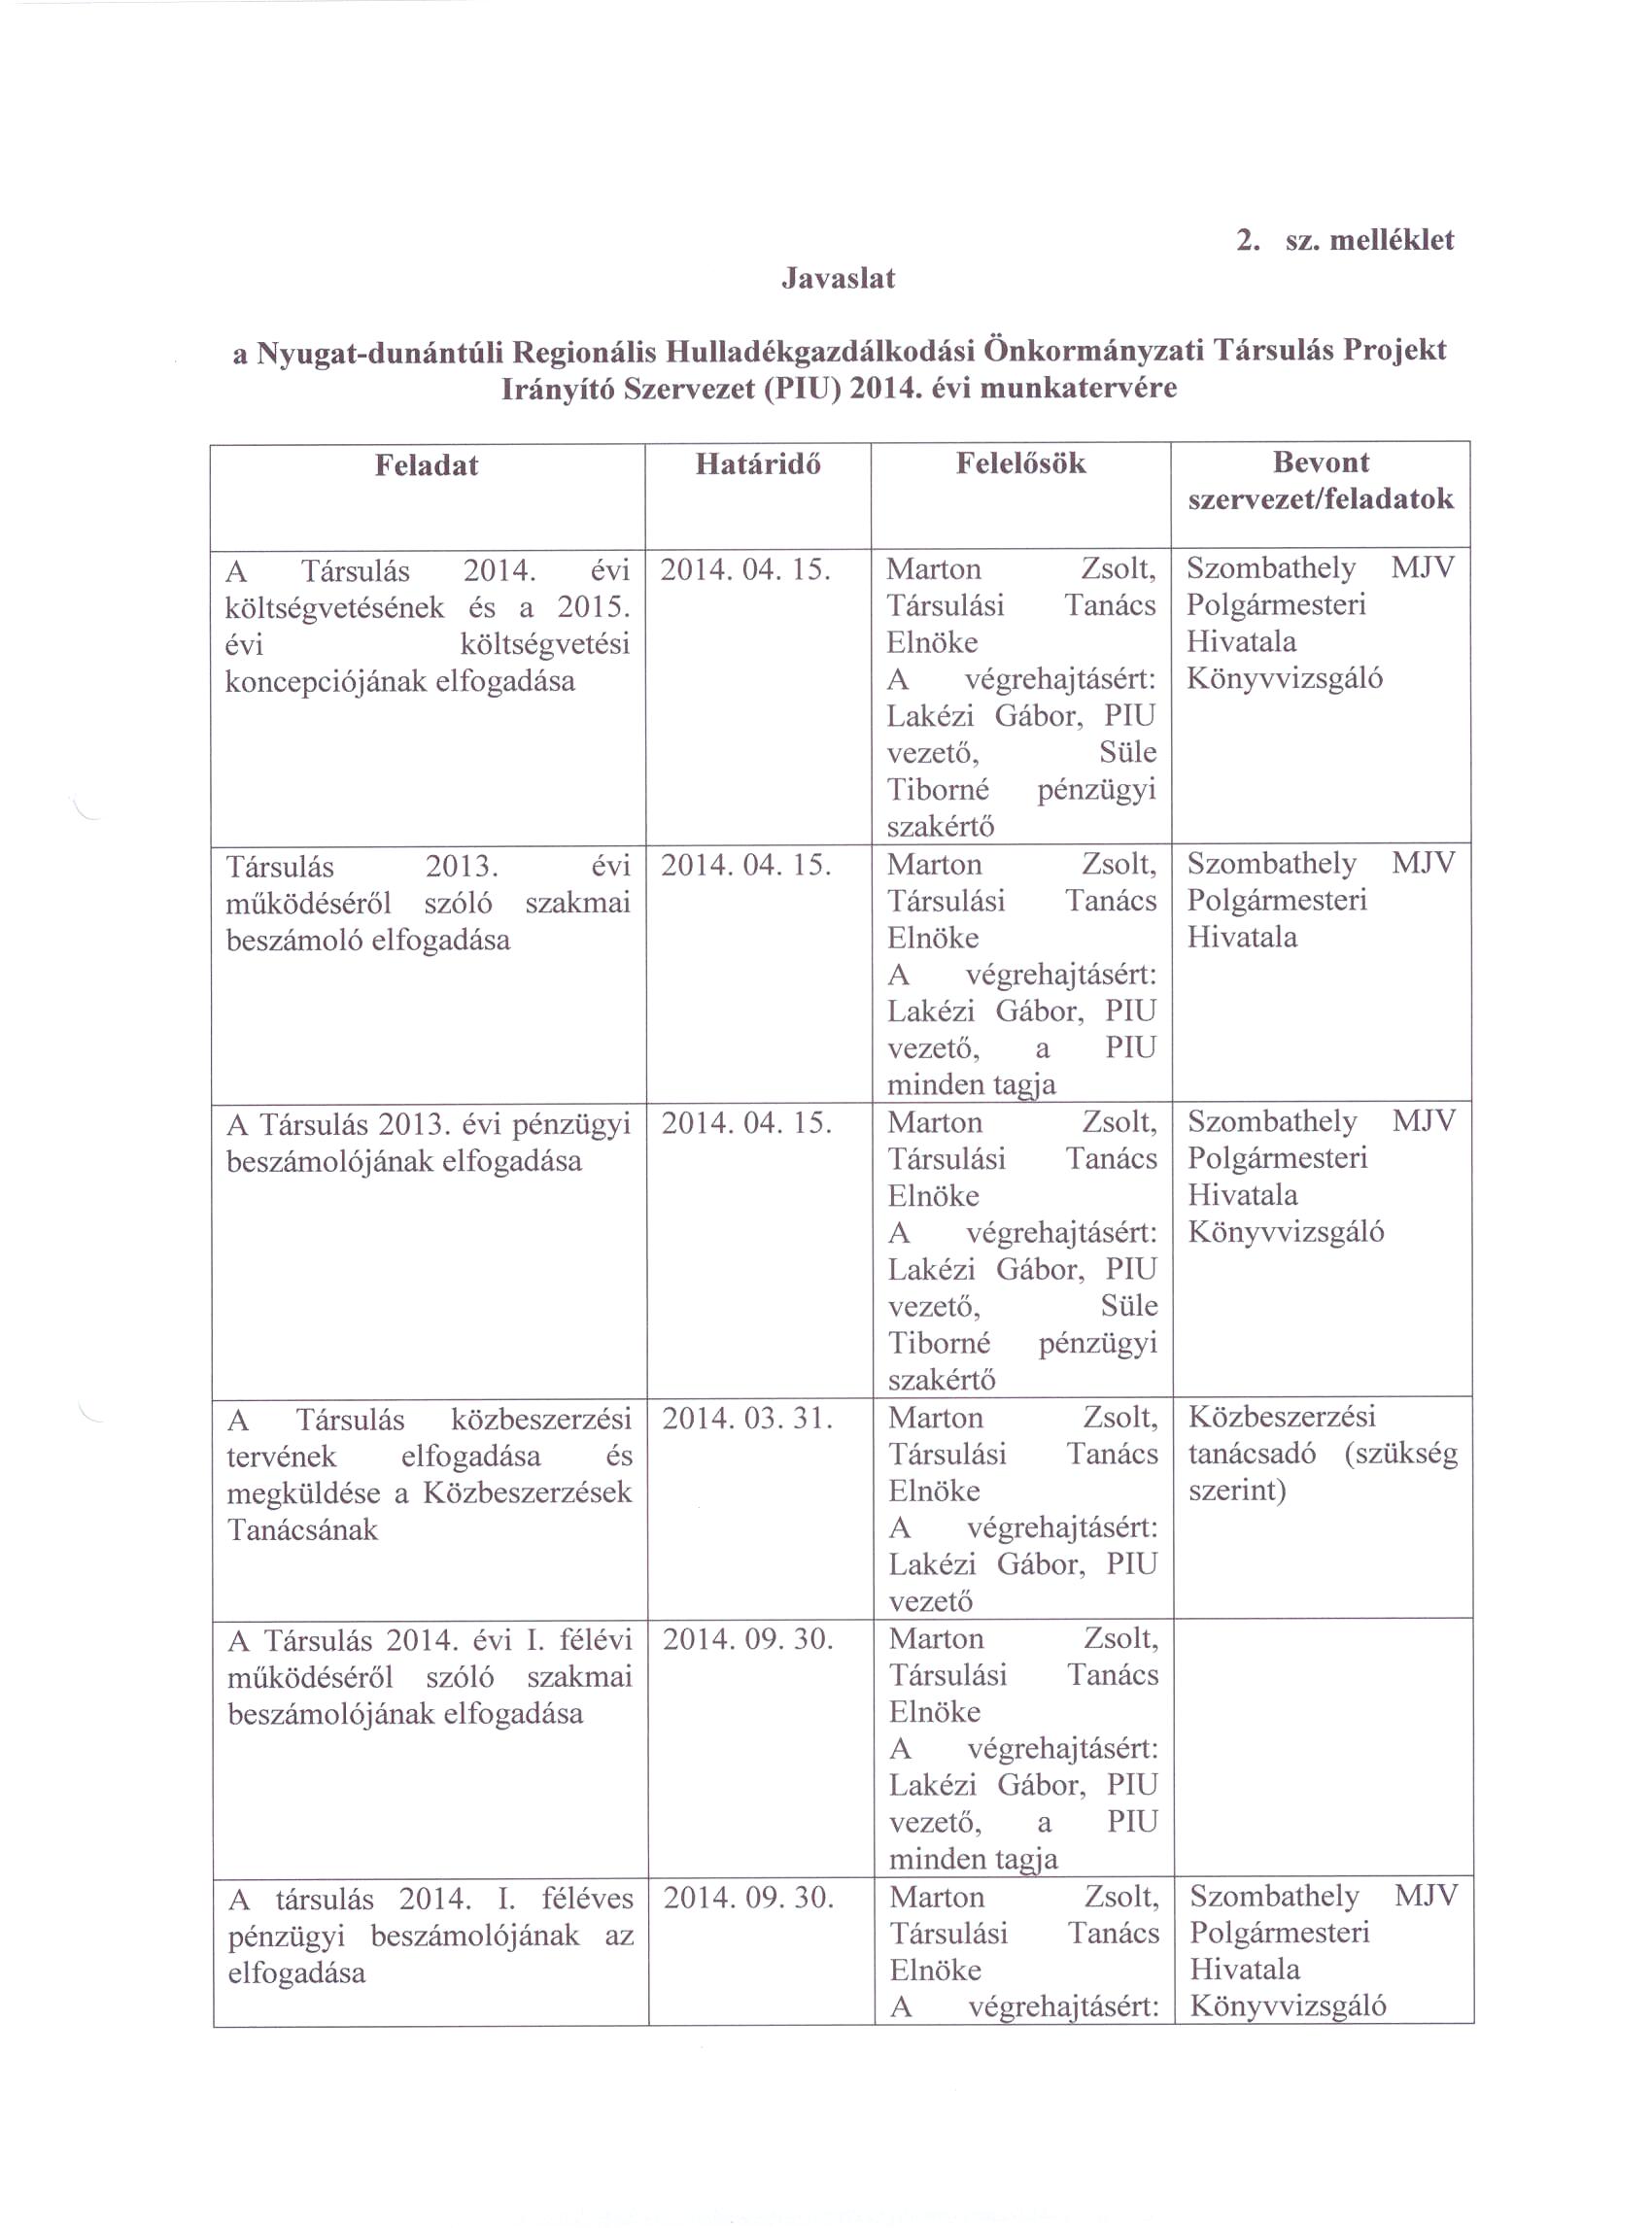 2. sz. melléklet
Javaslat
a Nyugat-dunántúli Regionális Hulladékgazdálkodási Önkormányzati Társulás Projekt
Irányító Szervezet (PIU) 2014. évi munkatervére
Feladat
Határidő
Felelősök
Bevont
szervezet/feladatok
A Társulás 2014. évi
költségvetésének és a 2015.
évi költségvetési
koncepciójának elfogadása
2014. 04. 15.
Marton Zsolt,
Társulási Tanács
Elnöke
A végrehajtásért:
Lakézi Gábor, PIU
vezető, Süle
Tiborné pénzügyi
szakértő
Szombathely MJV
Polgármesteri
Hivatala
Könyvvizsgáló
Társulás 2013. évi
működéséről szóló szakmai
beszámoló elfogadása
2014. 04. 15.
Marton Zsolt,
Társulási Tanács
Elnöke
A végrehajtásért:
Lakézi Gábor, PIU
vezető, a PIU
minden tagja
Szombathely MJV
Polgármesteri
Hivatala
A Társulás 2013. évi pénzügyi
beszámolójának elfogadása
2014. 04. 15.
Marton Zsolt,
Társulási Tanács
Elnöke
A végrehajtásért:
Lakézi Gábor, PIU
vezető, Süle
Tiborné pénzügyi
szakértő
Szombathely MJV
Polgármesteri
Hivatala
Könyvvizsgáló
A Társulás közbeszerzési
tervének elfogadása és
megküldése a Közbeszerzések
Tanácsának
2014. 03. 31.
Marton Zsolt,
Társulási Tanács
Elnöke
A végrehajtásért:
Lakézi Gábor, PIU
vezető
Közbeszerzési
tanácsadó (szükség
szerint)
A Társulás 2014. évi I. félévi
működéséről szóló szakmai
beszámolójának elfogadása
2014. 09. 30.
Marton Zsolt,
Társulási Tanács
Elnöke
A végrehajtásért:
Lakézi Gábor, PIU
vezető, a PIU
minden tagja
A társulás 2014. I. féléves
pénzügyi beszámolójának az
elfogadása
2014. 09. 30.
Marton Zsolt,
Társulási Tanács
Elnöke
A végrehajtásért:
Szombathely MJV
Polgármesteri
Hivatala
Könyvvizsgáló